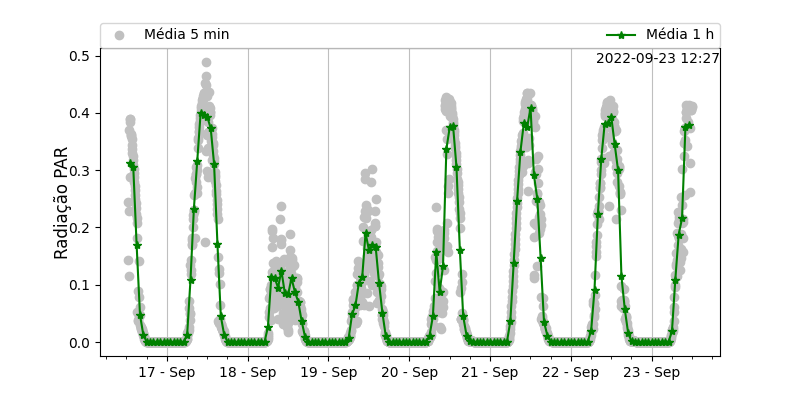 Média 5 min
Média 1 h
2022-09-23 12:27
0.5
0.4
0.3
0.2
0.1
0.0
Radiação PAR
17 - Sep
18 - Sep
19 - Sep
20 - Sep
21 - Sep
22 - Sep
23 - Sep